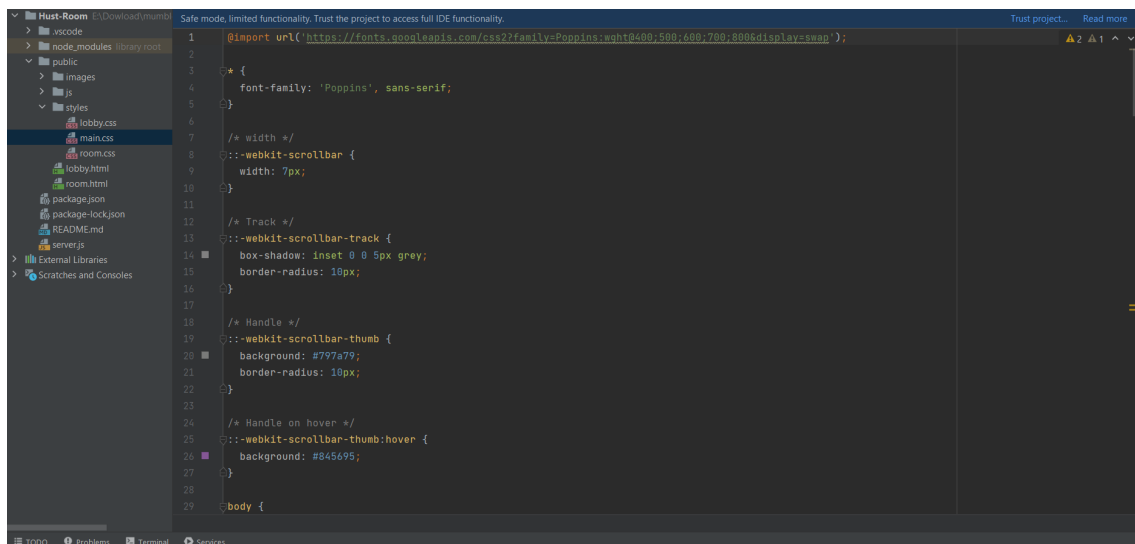 Hust-Room E:\Dowload\mumbl
.vscode
node_modules library root
public
images
js
styles
lobby.css
main.css
room.css
lobby.html
room.html
package.json
package-lock.json
README.md
server.js
External Libraries
Scratches and Consoles
Safe mode, limited functionality. Trust the project to access full IDE functionality. Trust project... Read more
1 @import url('https://fonts.googleapis.com/css2?family=Poppins:wght@400;500;600;700;800&display=swap'); 2 1
2
3 * {
4 font-family: 'Poppins', sans-serif;
5 }
6
7 /* width */
8 ::-webkit-scrollbar {
9 width: 7px;
10 }
11
12 /* Track */
13 ::-webkit-scrollbar-track {
14 box-shadow: inset 0 0 5px grey;
15 border-radius: 10px;
16 }
17
18 /* Handle */
19 ::-webkit-scrollbar-thumb {
20 background: #797a79;
21 border-radius: 10px;
22 }
23
24 /* Handle on hover */
25 ::-webkit-scrollbar-thumb:hover {
26 background: #845695;
27 }
28
29 body {
TODO Problems Terminal Services